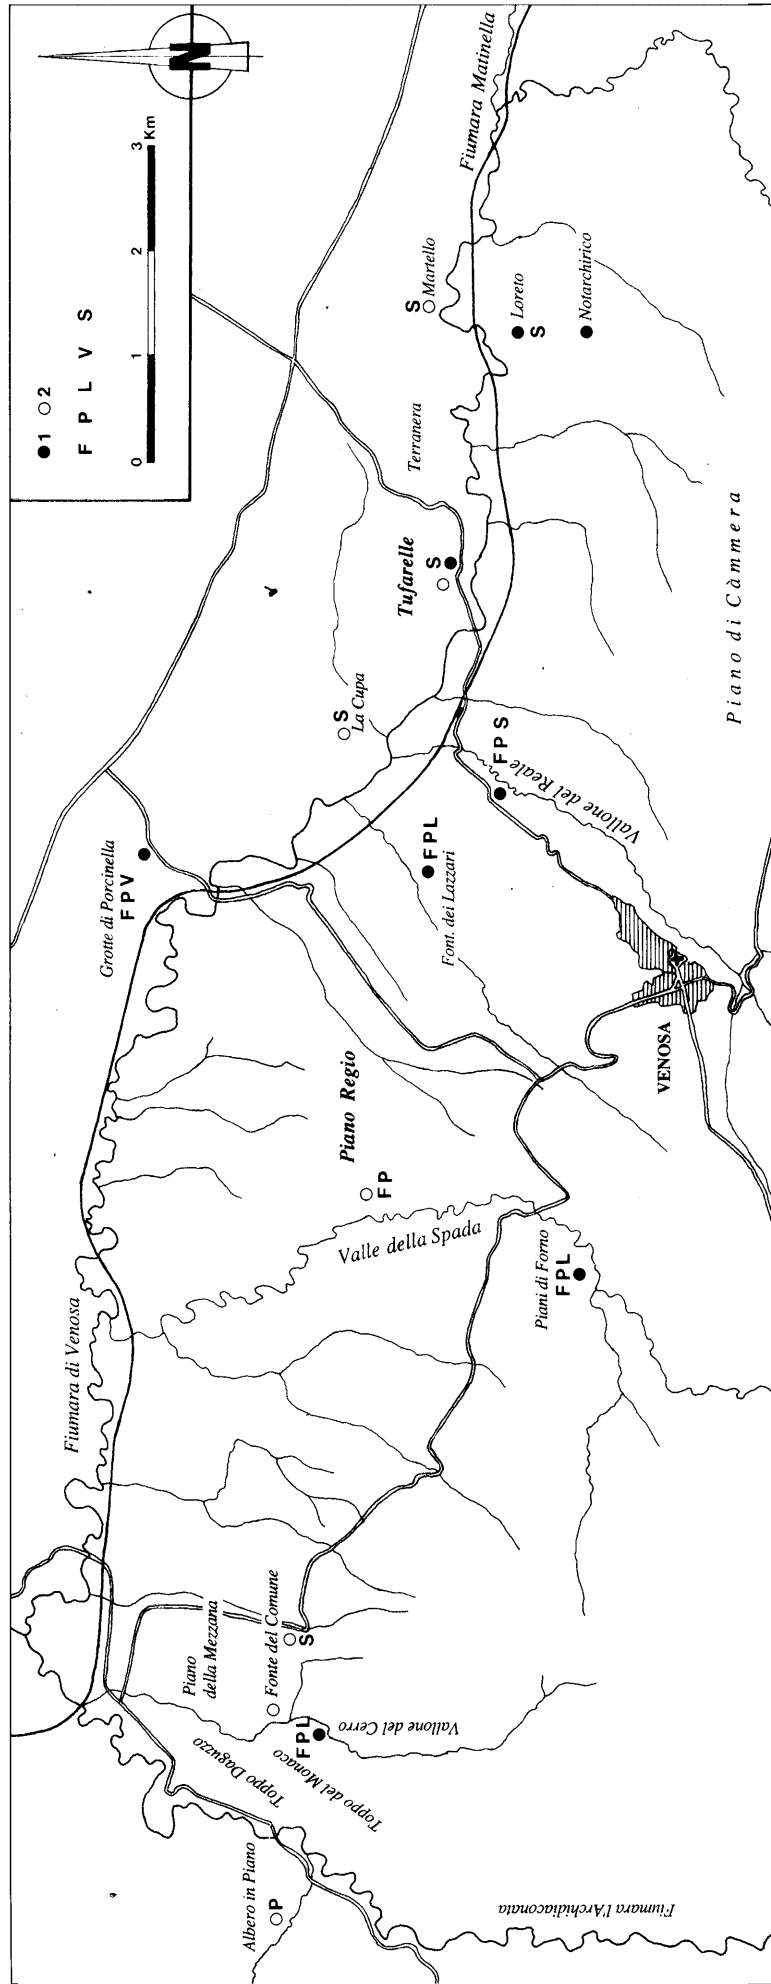 N
0 1 2 3 Km
●1 ○2
F P L V S
Fiumara Matinella
S
Martello
Loreto
S
Notarchirico
Terranera
Tufarelle
S
Piano di Càmmera
S
La Cupa
F P S
Vallone del Reale
Grotte di Porcinella
F P V
F P L
Font. dei Lazzari
VENOSA
Piano Regio
F P
Valle della Spada
Piani di Forno
F P L
Fiumara di Venosa
Piano
della Mezzana
Fonte del Comune
S
F P L
Vallone del Cerro
Toppo Daguzzo
Toppo del Monaco
Albero in Piano
P
Fiumara l'Archidiaconata